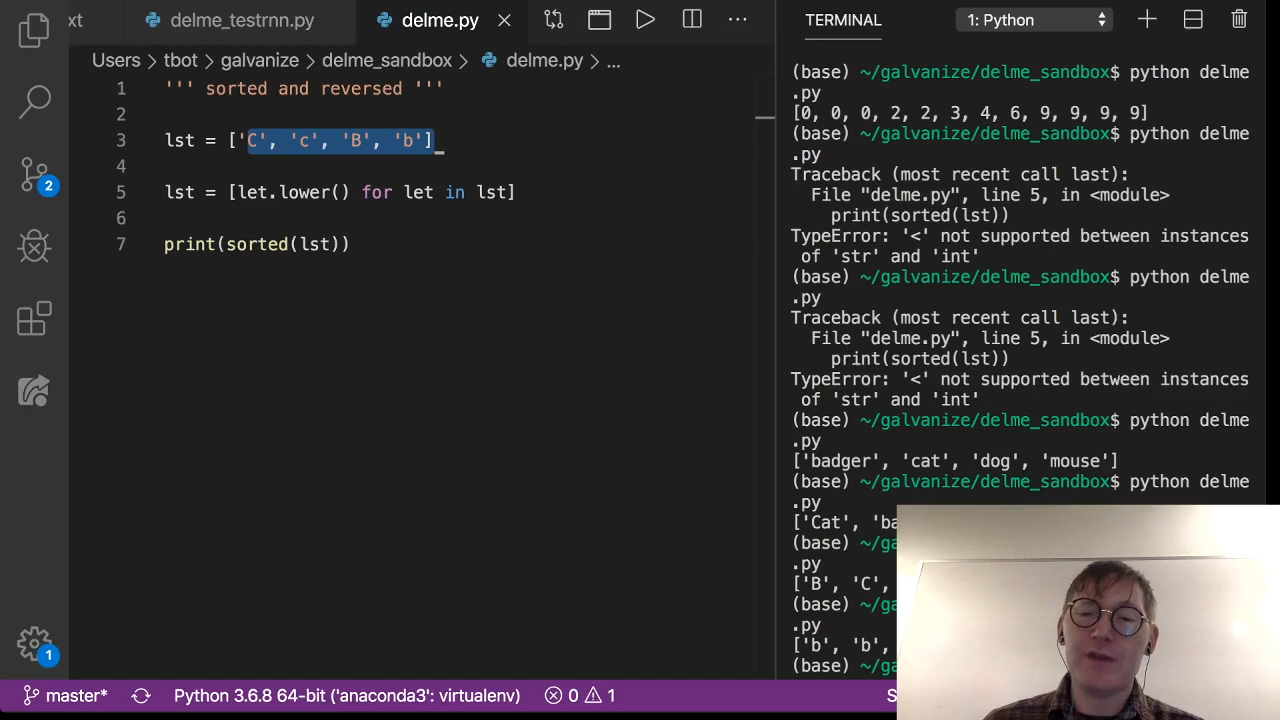 xt
delme_testrnn.py
delme.py
Users > tbot > galvanize > delme_sandbox > delme.py > ...
1 ''' sorted and reversed '''
2
3 lst = ['C', 'c', 'B', 'b']
4
5 lst = [let.lower() for let in lst]
6
7 print(sorted(lst))
TERMINAL
1: Python
(base) ~/galvanize/delme_sandbox$ python delme
.py
[0, 0, 0, 2, 2, 3, 4, 6, 9, 9, 9, 9]
(base) ~/galvanize/delme_sandbox$ python delme
.py
Traceback (most recent call last):
File "delme.py", line 5, in <module>
print(sorted(lst))
TypeError: '<' not supported between instances
of 'str' and 'int'
(base) ~/galvanize/delme_sandbox$ python delme
.py
Traceback (most recent call last):
File "delme.py", line 5, in <module>
print(sorted(lst))
TypeError: '<' not supported between instances
of 'str' and 'int'
(base) ~/galvanize/delme_sandbox$ python delme
.py
['badger', 'cat', 'dog', 'mouse']
(base) ~/galvanize/delme_sandbox$ python delme
.py
['Cat', 'ba
(base) ~/ga
.py
['B', 'C',
(base) ~/ga
.py
['b', 'b',
(base) ~/ga
2
1
master*
Python 3.6.8 64-bit ('anaconda3': virtualenv)
0
1
S